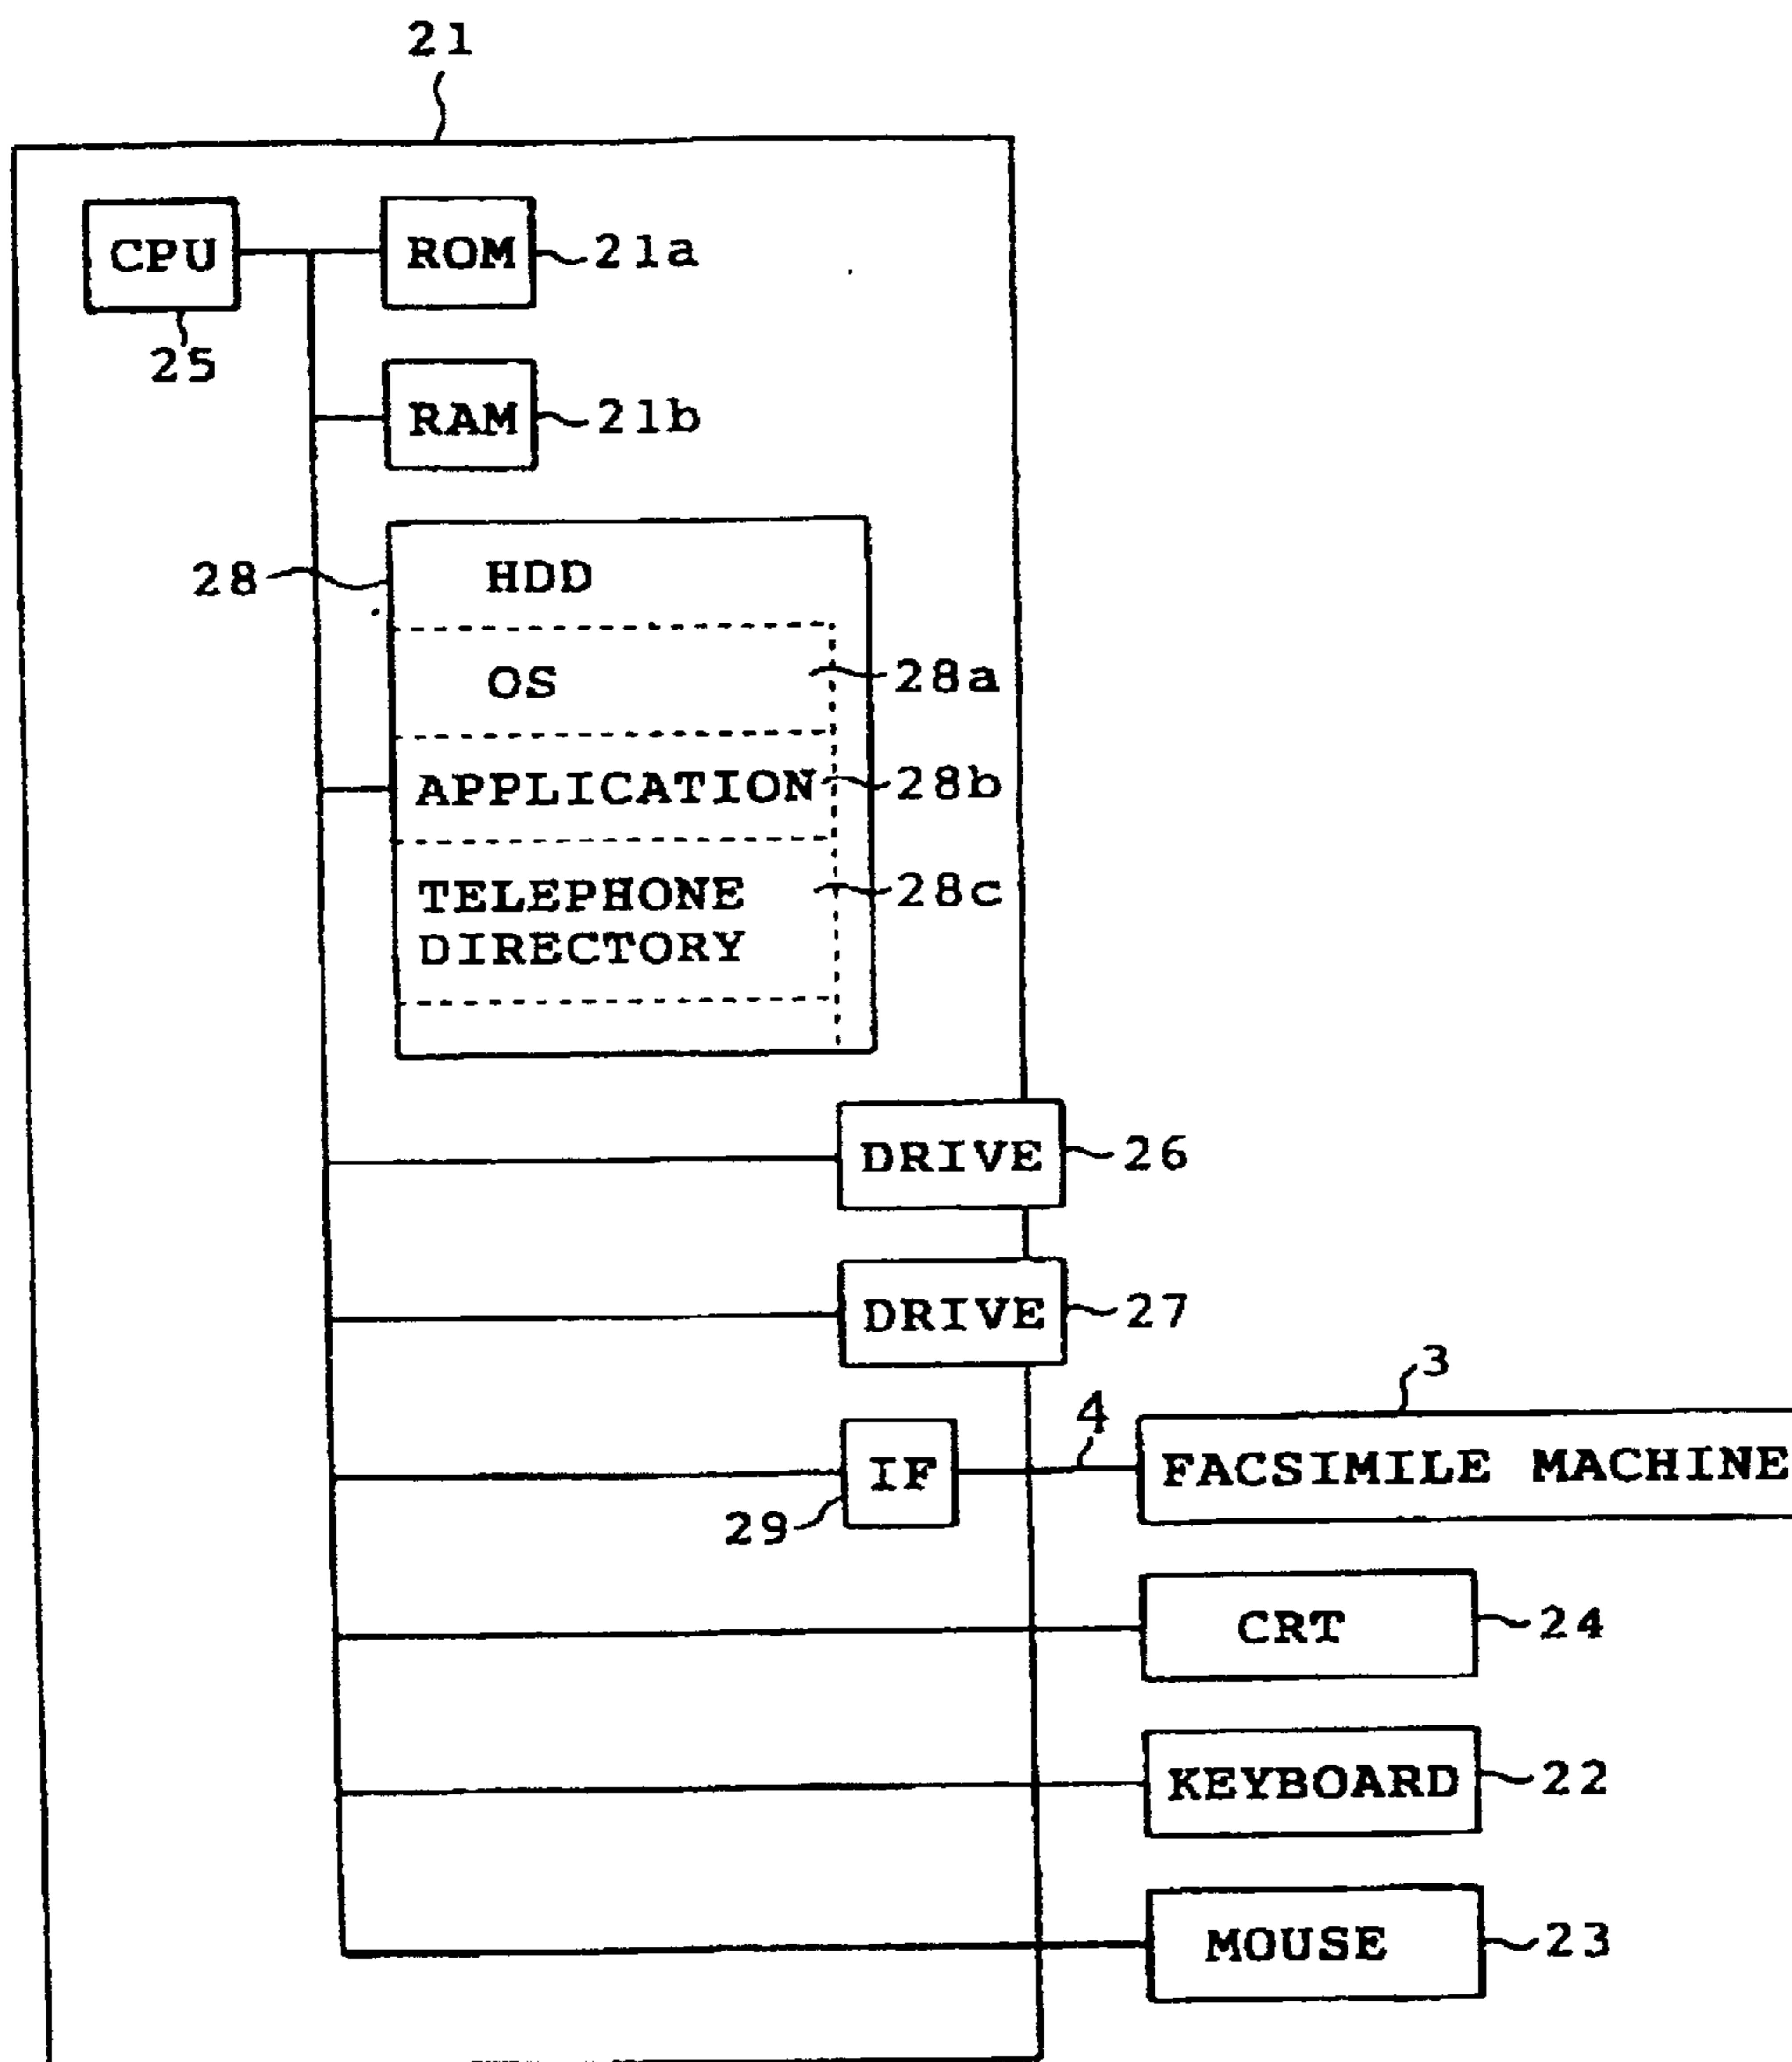 21
CPU
ROM
21a
25
RAM
21b
28
HDD
OS
28a
APPLICATION
28b
TELEPHONE
DIRECTORY
28c
DRIVE
26
DRIVE
27
3
4
IF
FACSIMILE MACHINE
29
CRT
24
KEYBOARD
22
MOUSE
23